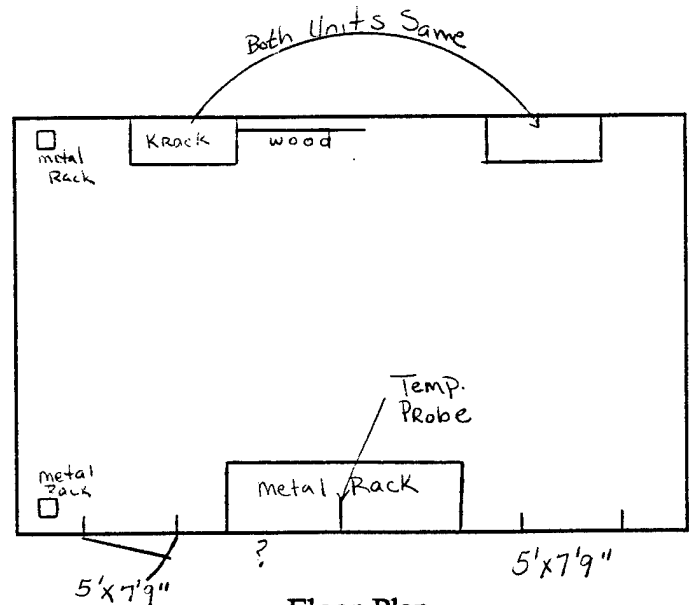 Both Units Same
metal
Rack
KRack
wood
Temp.
PRobe
metal
Rack
metal Rack
?
5'x7'9"
5'x7'9"
Floor Plan